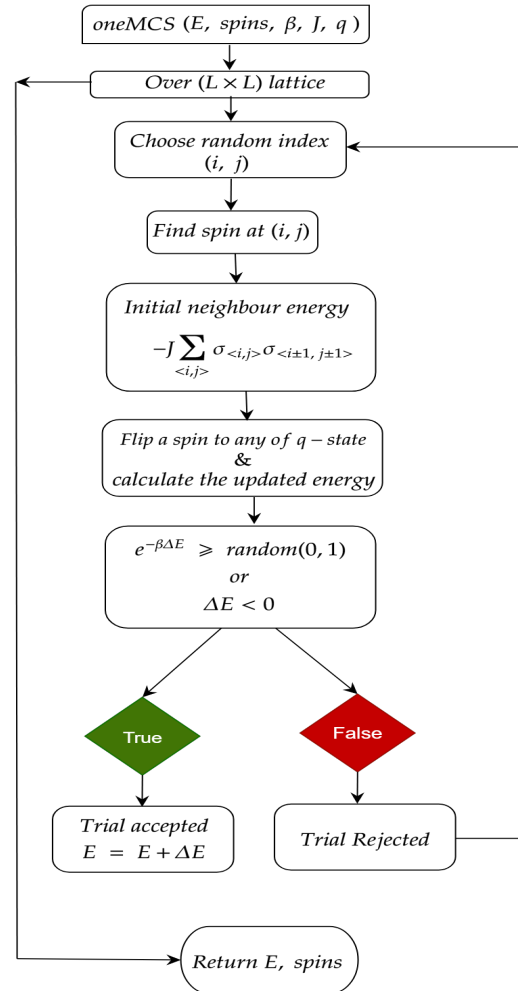 oneMCS (E, spins, β, J, q )
Over (L × L) lattice
Choose random index
(i, j)
Find spin at (i, j)
Initial neighbour energy
−J∑<i,j> σ<i,j>σ<i±1, j±1>
Flip a spin to any of q − state
&
calculate the updated energy
e^−βΔE ⩾ random(0, 1)
or
ΔE < 0
True
False
Trial accepted
E = E + ΔE
Trial Rejected
Return E, spins